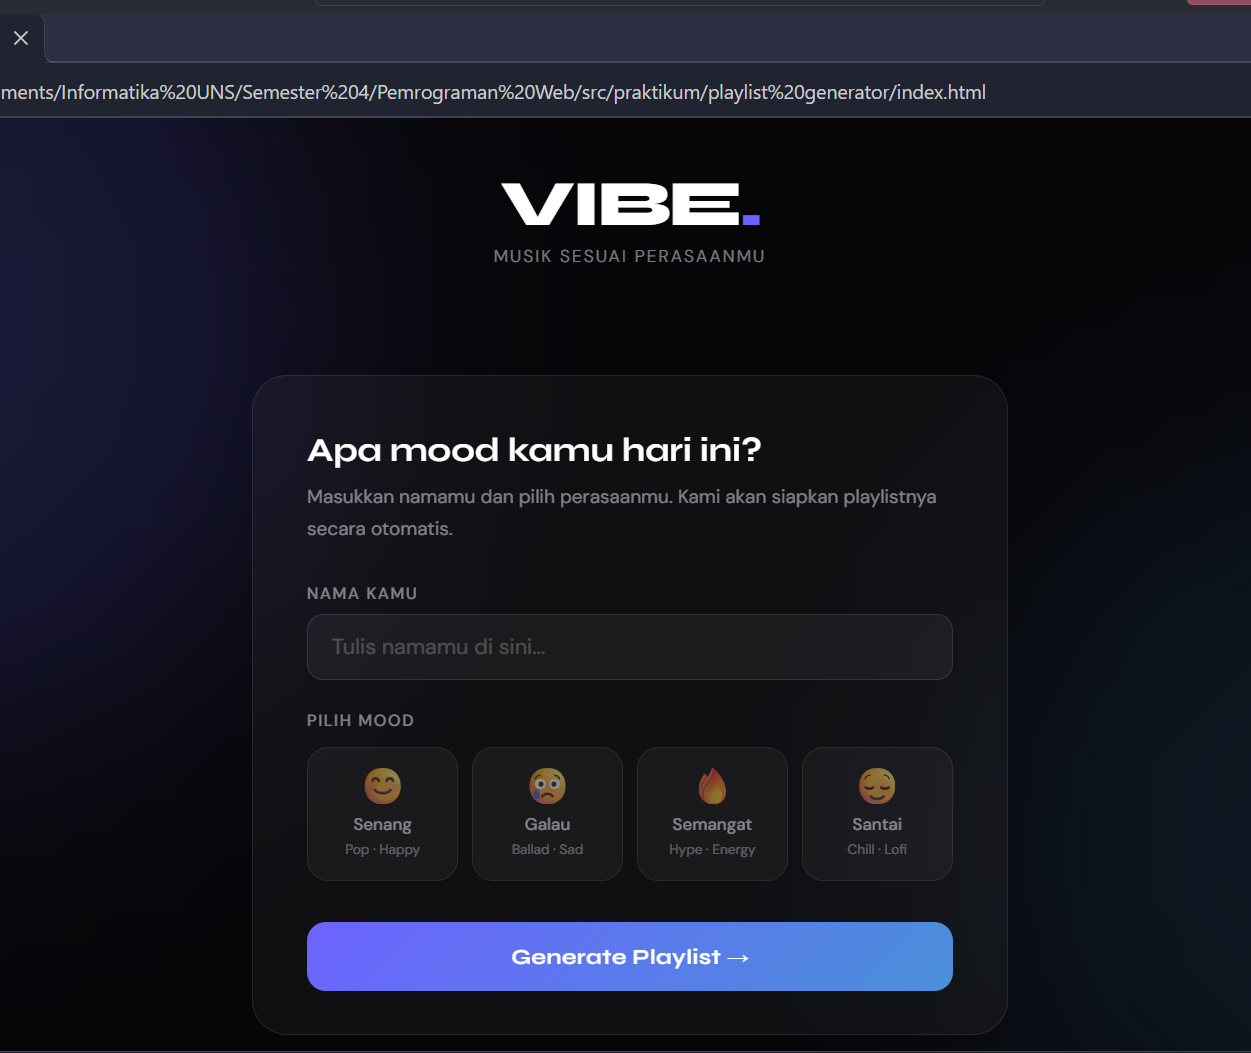 ments/Informatika%20UNS/Semester%204/Pemrograman%20Web/src/praktikum/playlist%20generator/index.html
VIBE.
MUSIK SESUAI PERASAANMU
Apa mood kamu hari ini?
Masukkan namamu dan pilih perasaanmu. Kami akan siapkan playlistnya
secara otomatis.
NAMA KAMU
Tulis namamu di sini...
PILIH MOOD
Senang
Pop · Happy
Galau
Ballad · Sad
Semangat
Hype · Energy
Santai
Chill · Lofi
Generate Playlist →